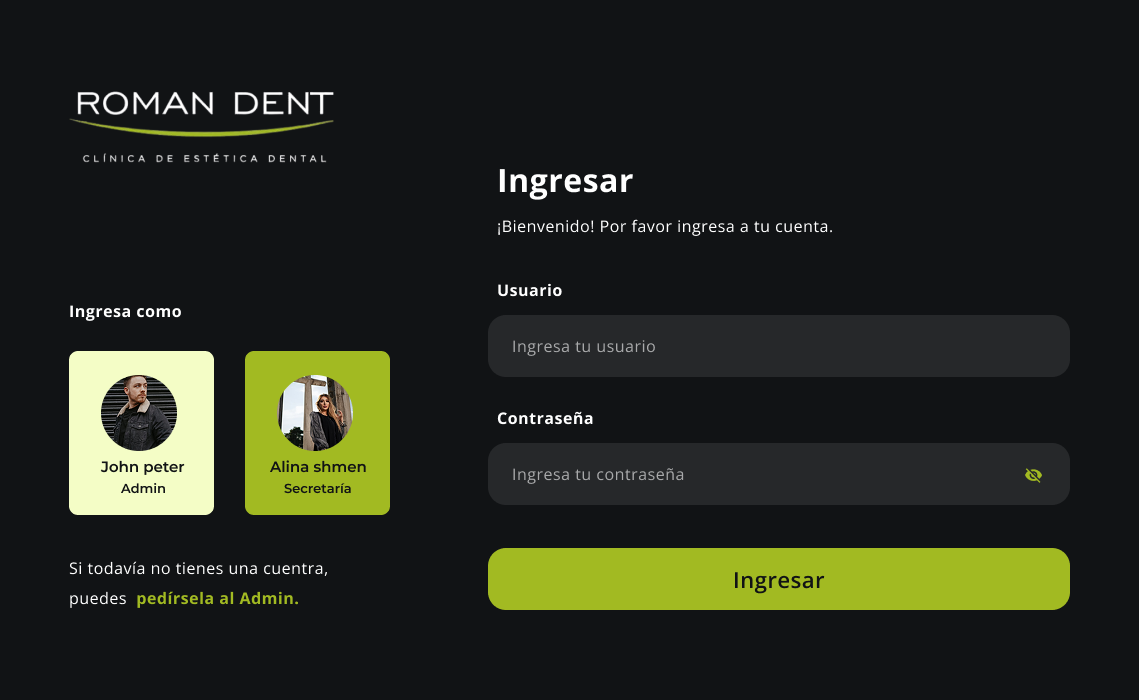 ROMAN DENT
CLÍNICA DE ESTÉTICA DENTAL
Ingresa como
John peter
Admin
Alina shmen
Secretaría
Si todavía no tienes una cuentra,
puedes pedírsela al Admin.
Ingresar
¡Bienvenido! Por favor ingresa a tu cuenta.
Usuario
Ingresa tu usuario
Contraseña
Ingresa tu contraseña
Ingresar